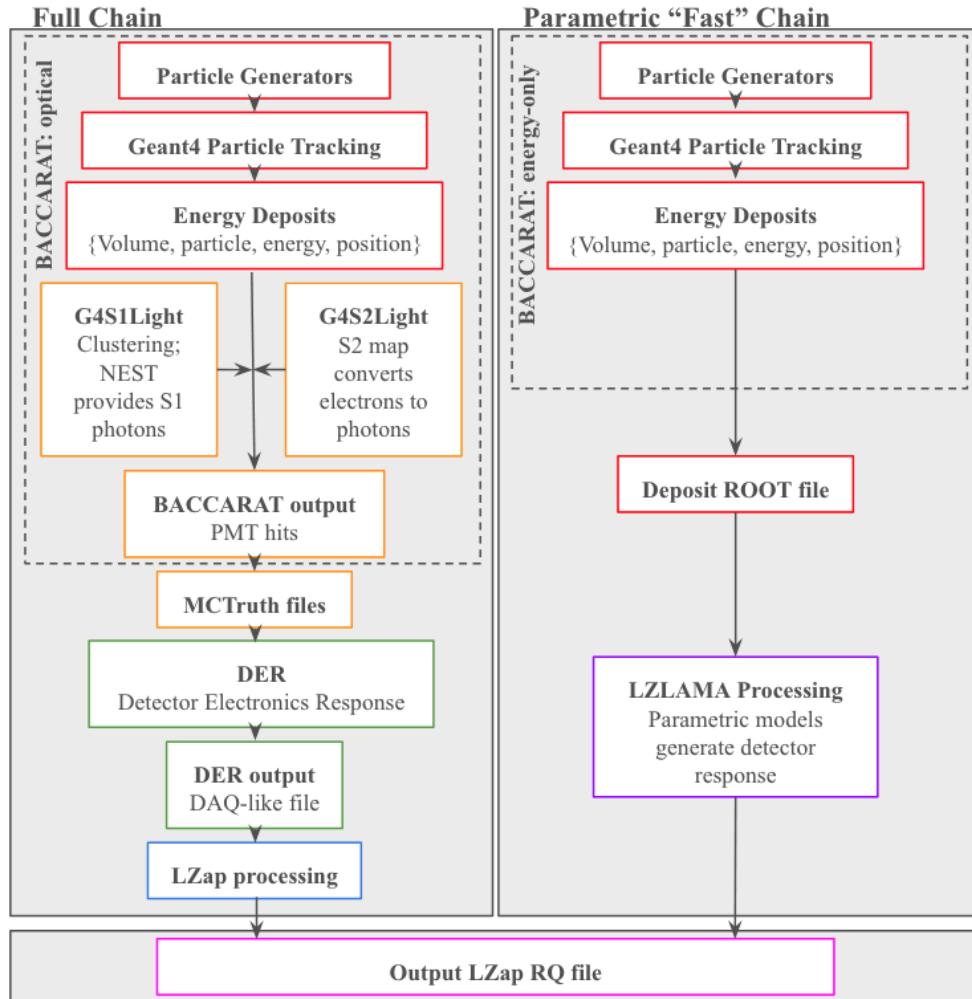 Full Chain
BACCARAT: optical
Particle Generators
Geant4 Particle Tracking
Energy Deposits
{Volume, particle, energy, position}
G4S1Light
Clustering;
NEST
provides S1
photons
G4S2Light
S2 map
converts
electrons to
photons
BACCARAT output
PMT hits
MCTruth files
DER
Detector Electronics Response
DER output
DAQ-like file
LZap processing
Parametric “Fast” Chain
BACCARAT: energy-only
Particle Generators
Geant4 Particle Tracking
Energy Deposits
{Volume, particle, energy, position}
Deposit ROOT file
LZLAMA Processing
Parametric models
generate detector
response
Output LZap RQ file